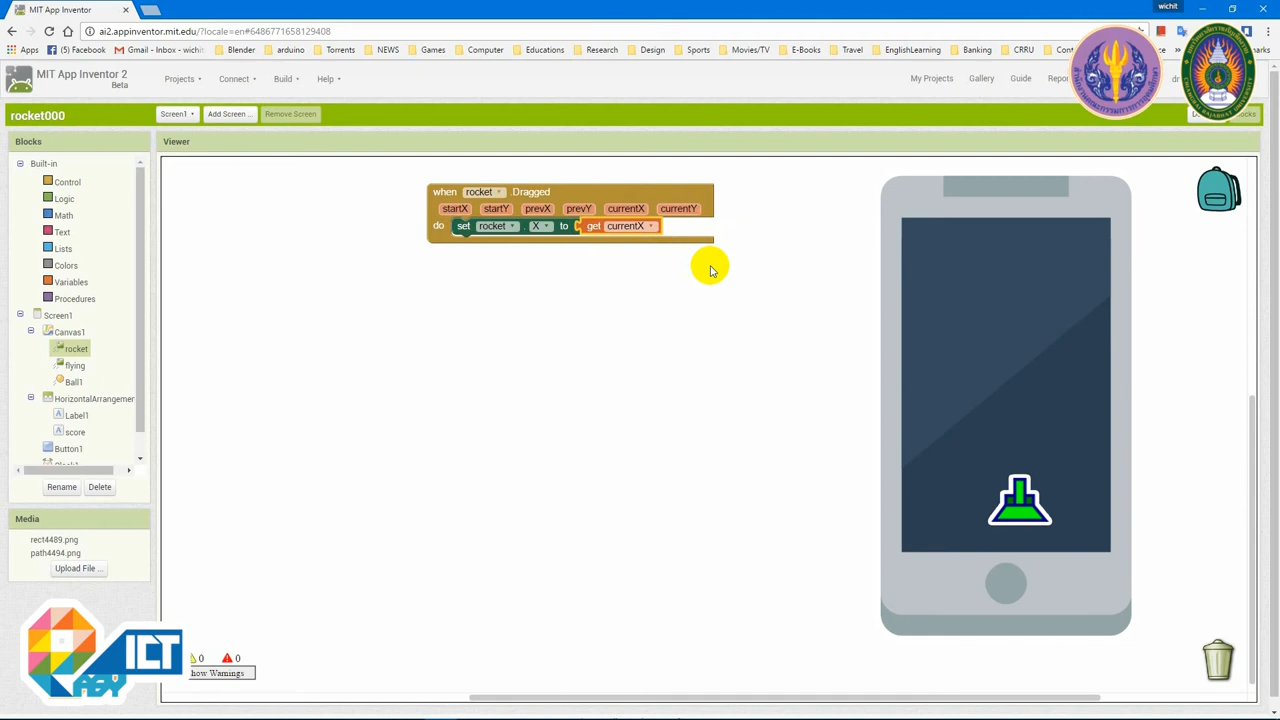 MIT App Inventor
wichit
ai2.appinventor.mit.edu/?locale=en#6486771658129408
Apps
(5) Facebook
Gmail - Inbox - wichit
Blender
arduino
Torrents
NEWS
Games
Computer
Educations
Research
Design
Sports
Movies/TV
E-Books
Travel
EnglishLearning
Banking
CRRU
MIT App Inventor 2
Beta
Projects
Connect
Build
Help
My Projects
Gallery
Guide
rocket000
Screen1
Add Screen ...
Remove Screen
Blocks
Viewer
Built-in
Control
Logic
Math
Text
Lists
Colors
Variables
Procedures
Screen1
Canvas1
rocket
flying
Ball1
HorizontalArrangemen
Label1
score
Button1
Rename
Delete
Media
rect4489.png
path4494.png
Upload File ...
when rocket .Dragged
startX startY prevX prevY currentX currentY
do set rocket . X to get currentX
0 0
how Warnings
ICT